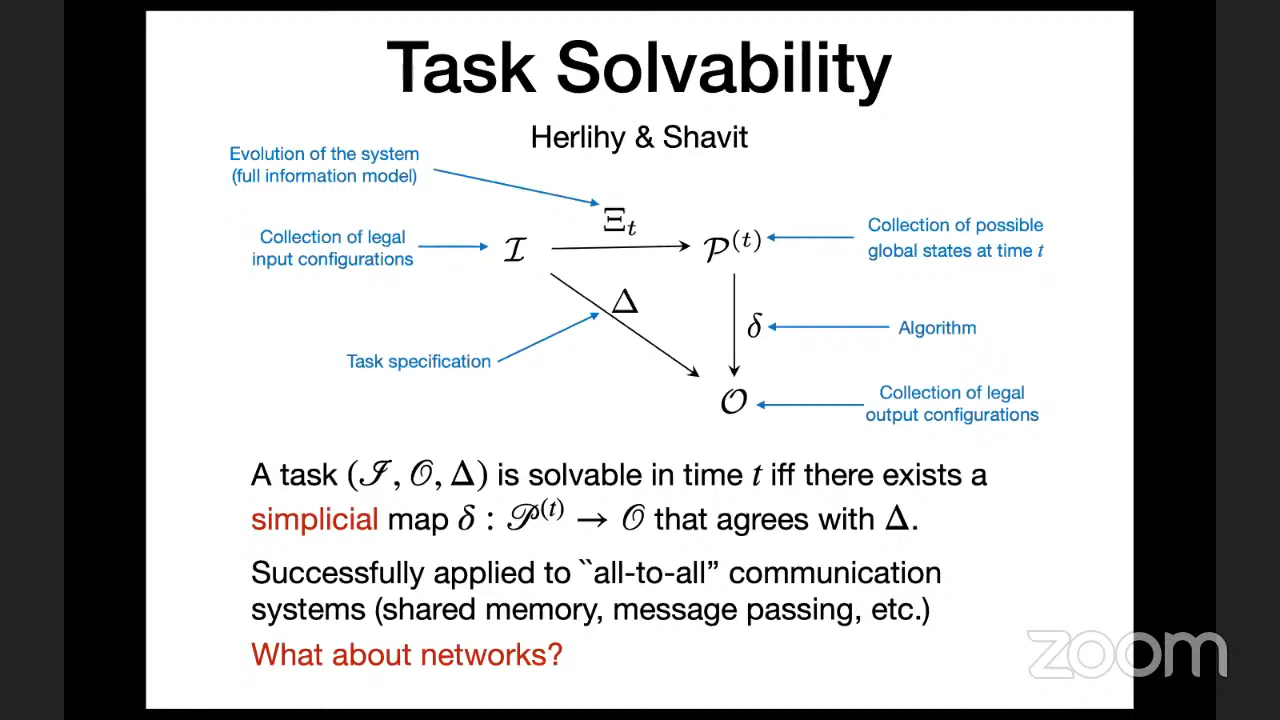 Task Solvability
Herlihy & Shavit
Evolution of the system
(full information model)
Ξt
Collection of legal
input configurations
I
P(t)
Collection of possible
global states at time t
Δ
δ
Algorithm
Task specification
O
Collection of legal
output configurations
A task (I, O, Δ) is solvable in time t iff there exists a
simplicial map δ : P(t) → O that agrees with Δ.
Successfully applied to ``all-to-all” communication
systems (shared memory, message passing, etc.)
What about networks?
zoom